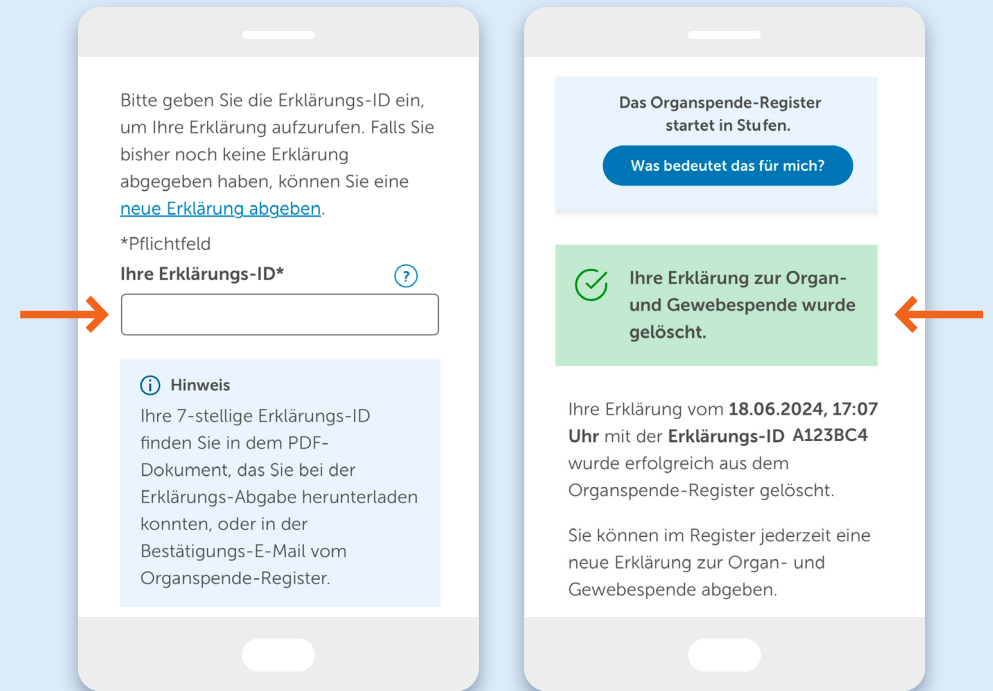 Bitte geben Sie die Erklärungs-ID ein,
um Ihre Erklärung aufzurufen. Falls Sie
bisher noch keine Erklärung
abgegeben haben, können Sie eine
neue Erklärung abgeben.
*Pflichtfeld
Ihre Erklärungs-ID*
?
Hinweis
Ihre 7-stellige Erklärungs-ID
finden Sie in dem PDF-
Dokument, das Sie bei der
Erklärungs-Abgabe herunterladen
konnten, oder in der
Bestätigungs-E-Mail vom
Organspende-Register.
Das Organspende-Register
startet in Stufen.
Was bedeutet das für mich?
Ihre Erklärung zur Organ-
und Gewebespende wurde
gelöscht.
Ihre Erklärung vom 18.06.2024, 17:07
Uhr mit der Erklärungs-ID A123BC4
wurde erfolgreich aus dem
Organspende-Register gelöscht.
Sie können im Register jederzeit eine
neue Erklärung zur Organ- und
Gewebespende abgeben.